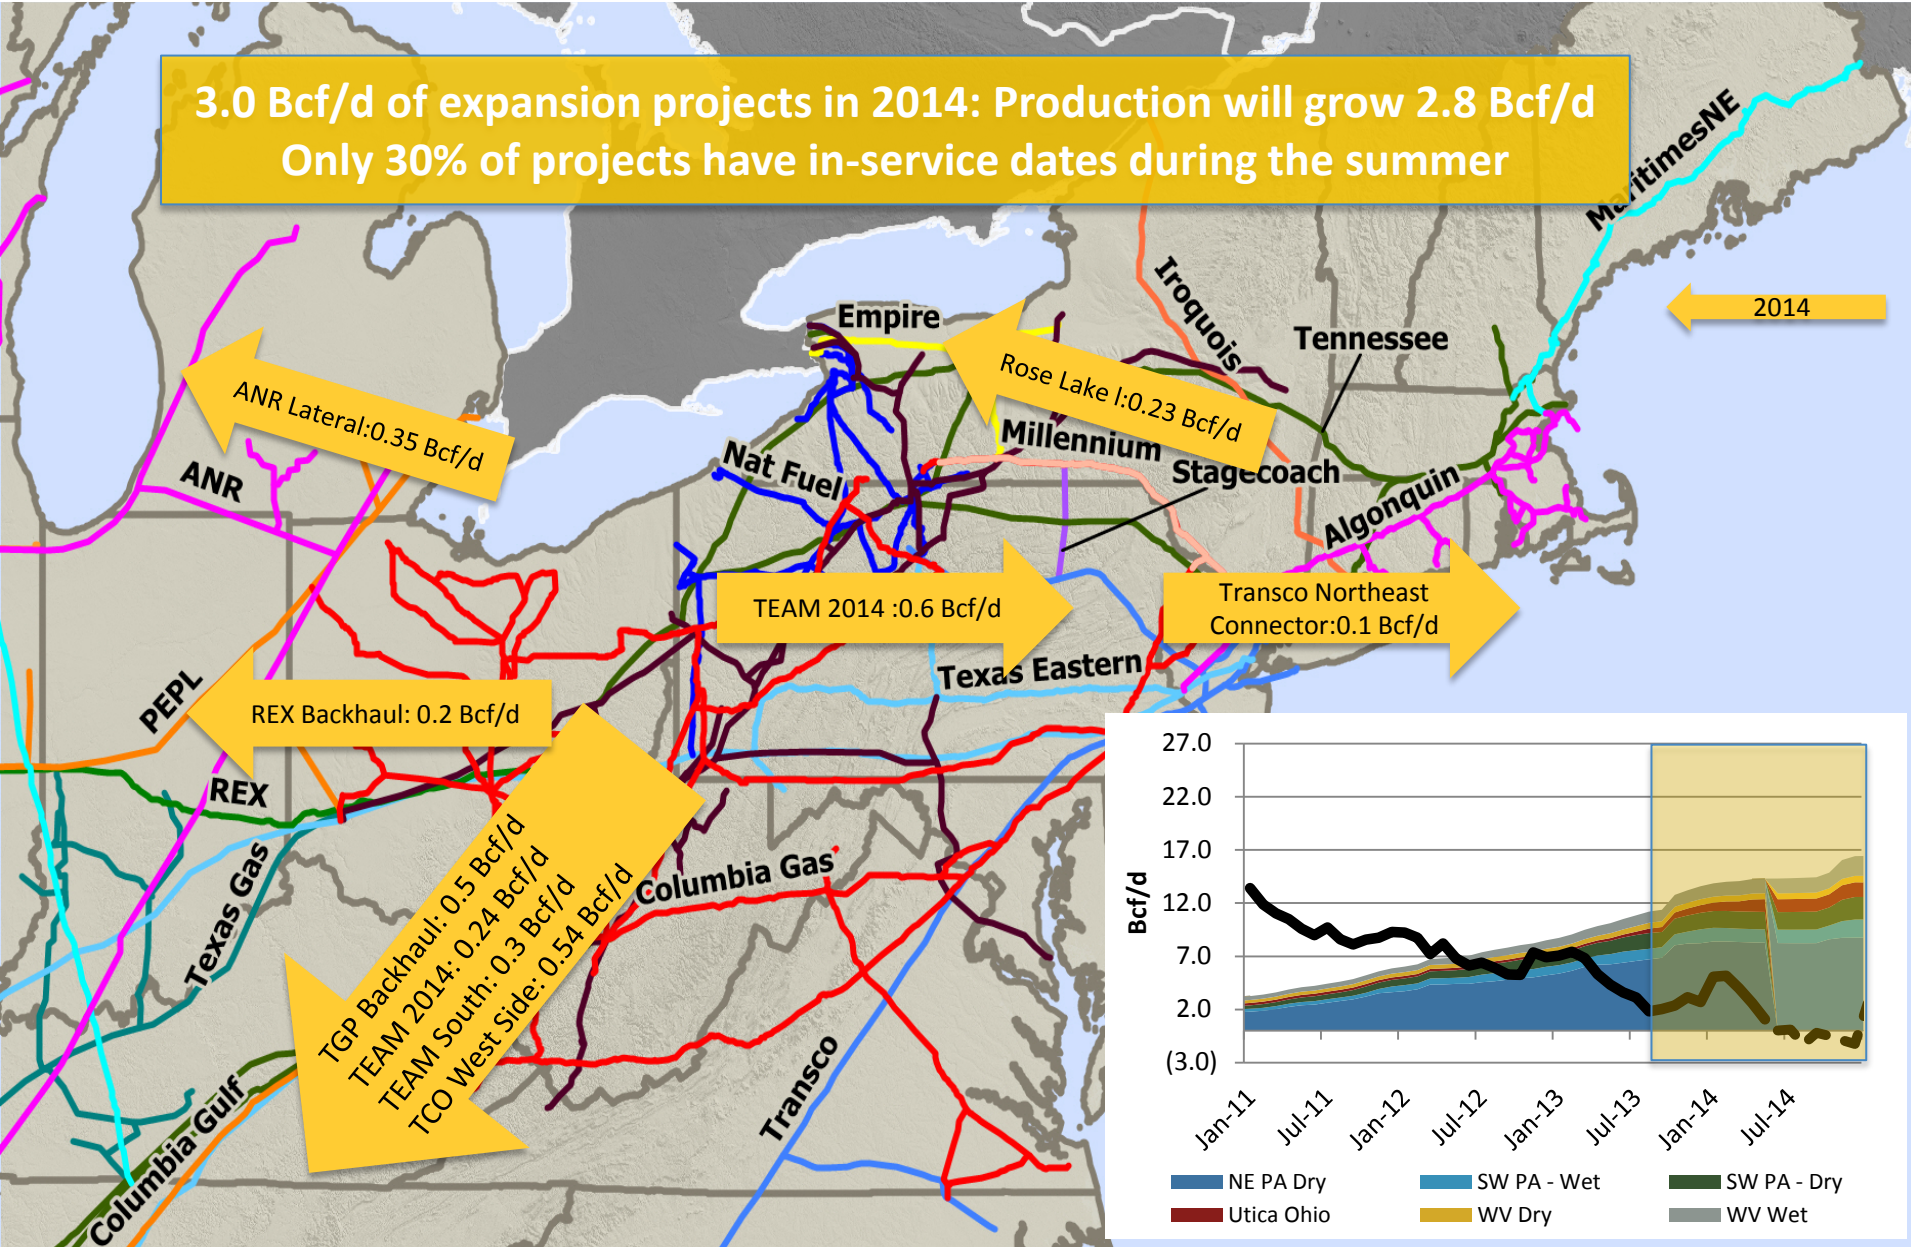 3.0 Bcf/d of expansion projects in 2014: Production will grow 2.8 Bcf/d
Only 30% of projects have in-service dates during the summer
MaritimesNE
2014
Iroquois
Tennessee
Empire
Rose Lake I:0.23 Bcf/d
ANR Lateral:0.35 Bcf/d
ANR
Millennium
Nat Fuel
Stagecoach
Algonquin
TEAM 2014 :0.6 Bcf/d
Transco Northeast
Connector:0.1 Bcf/d
Texas Eastern
PEPL
REX Backhaul: 0.2 Bcf/d
REX
Texas Gas
Columbia Gas
TGP Backhaul: 0.5 Bcf/d
TEAM 2014: 0.24 Bcf/d
TEAM South: 0.3 Bcf/d
TCO West Side: 0.54 Bcf/d
Transco
Columbia Gulf
Bcf/d
27.0
22.0
17.0
12.0
7.0
2.0
(3.0)
Jan-11
Jul-11
Jan-12
Jul-12
Jan-13
Jul-13
Jan-14
Jul-14
NE PA Dry
SW PA - Wet
SW PA - Dry
Utica Ohio
WV Dry
WV Wet